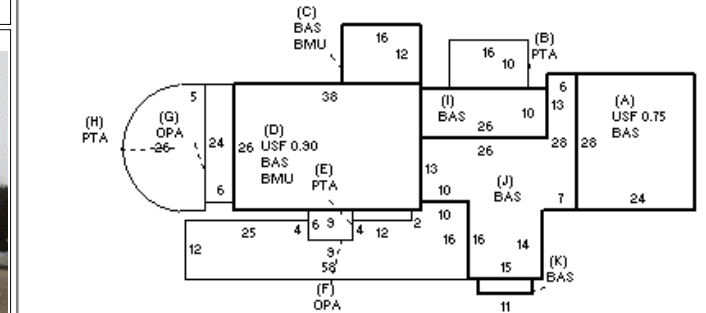 (C)
BAS
BMU
16
12
(B)
PTA
16
10
(H)
PTA
5
(G)
OPA
26
24
6
38
26
(D)
USF 0.90
BAS
BMU
(E)
PTA
(I)
BAS
10
26
6
13
28
(A)
USF 0.75
BAS
28
24
26
13
10
(J)
BAS
7
10
16
16
14
15
(K)
BAS
11
12
25
4
6
9
4
12
2
9
58
(F)
OPA